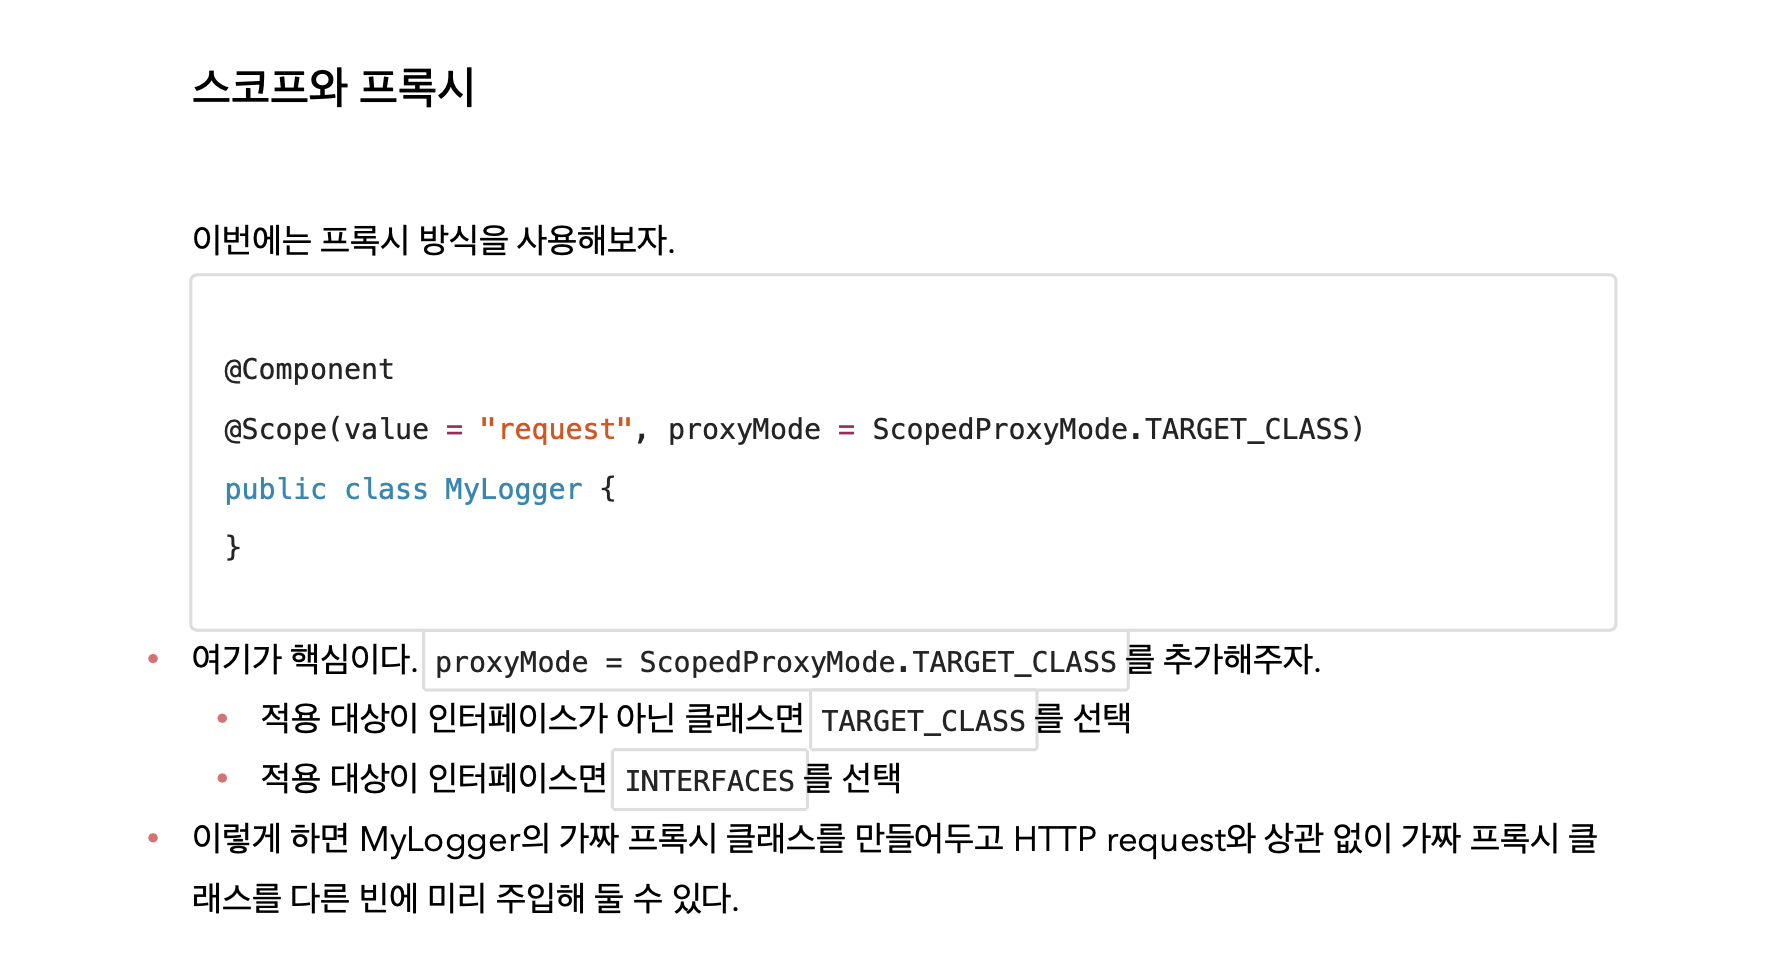 스코프와 프록시
이번에는 프록시 방식을 사용해보자.
@Component
@Scope(value = "request", proxyMode = ScopedProxyMode.TARGET_CLASS)
public class MyLogger {
}
• 여기가 핵심이다. proxyMode = ScopedProxyMode.TARGET_CLASS 를 추가해주자.
• 적용 대상이 인터페이스가 아닌 클래스면 TARGET_CLASS 를 선택
• 적용 대상이 인터페이스면 INTERFACES 를 선택
• 이렇게 하면 MyLogger의 가짜 프록시 클래스를 만들어두고 HTTP request와 상관 없이 가짜 프록시 클
래스를 다른 빈에 미리 주입해 둘 수 있다.